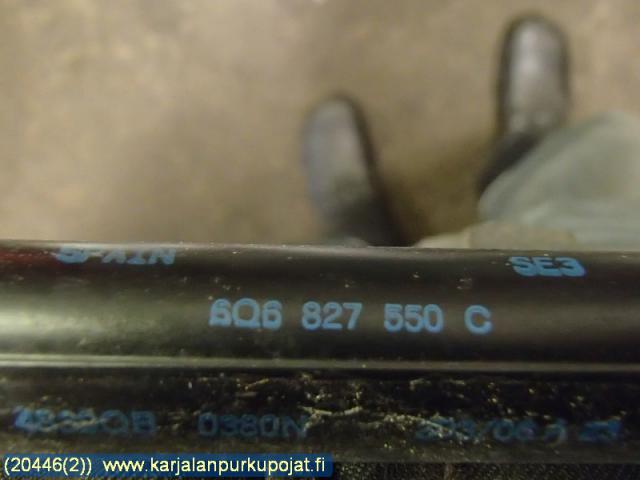 SPAIN
SE3
6Q6 827 550 C
0380N
(20446(2)) www.karjalanpurkupojat.fi